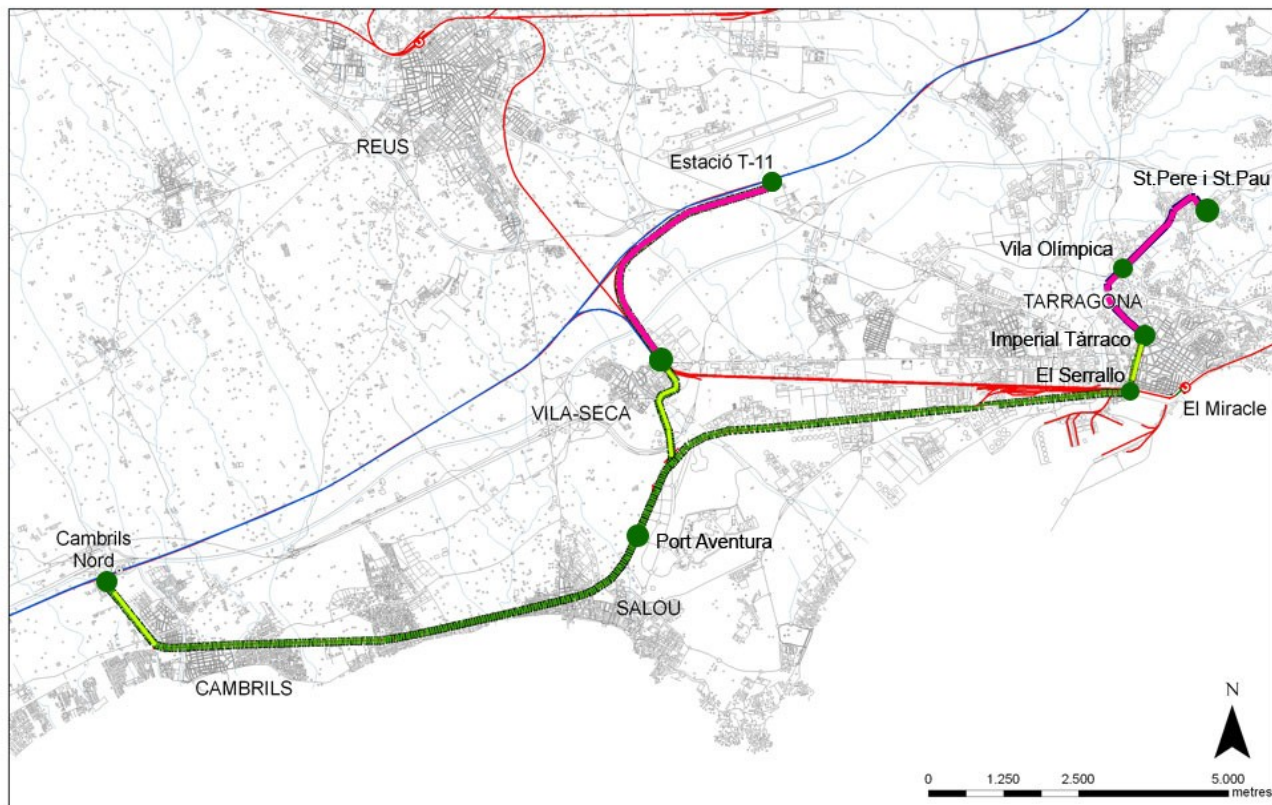 REUS
Estació T-11
St.Pere i St.Pau
Vila Olímpica
TARRAGONA
Imperial Tàrraco
El Serrallo
El Miracle
VILA-SECA
Port Aventura
Cambrils
Nord
SALOU
CAMBRILS
N
0 1.250 2.500 5.000
metres